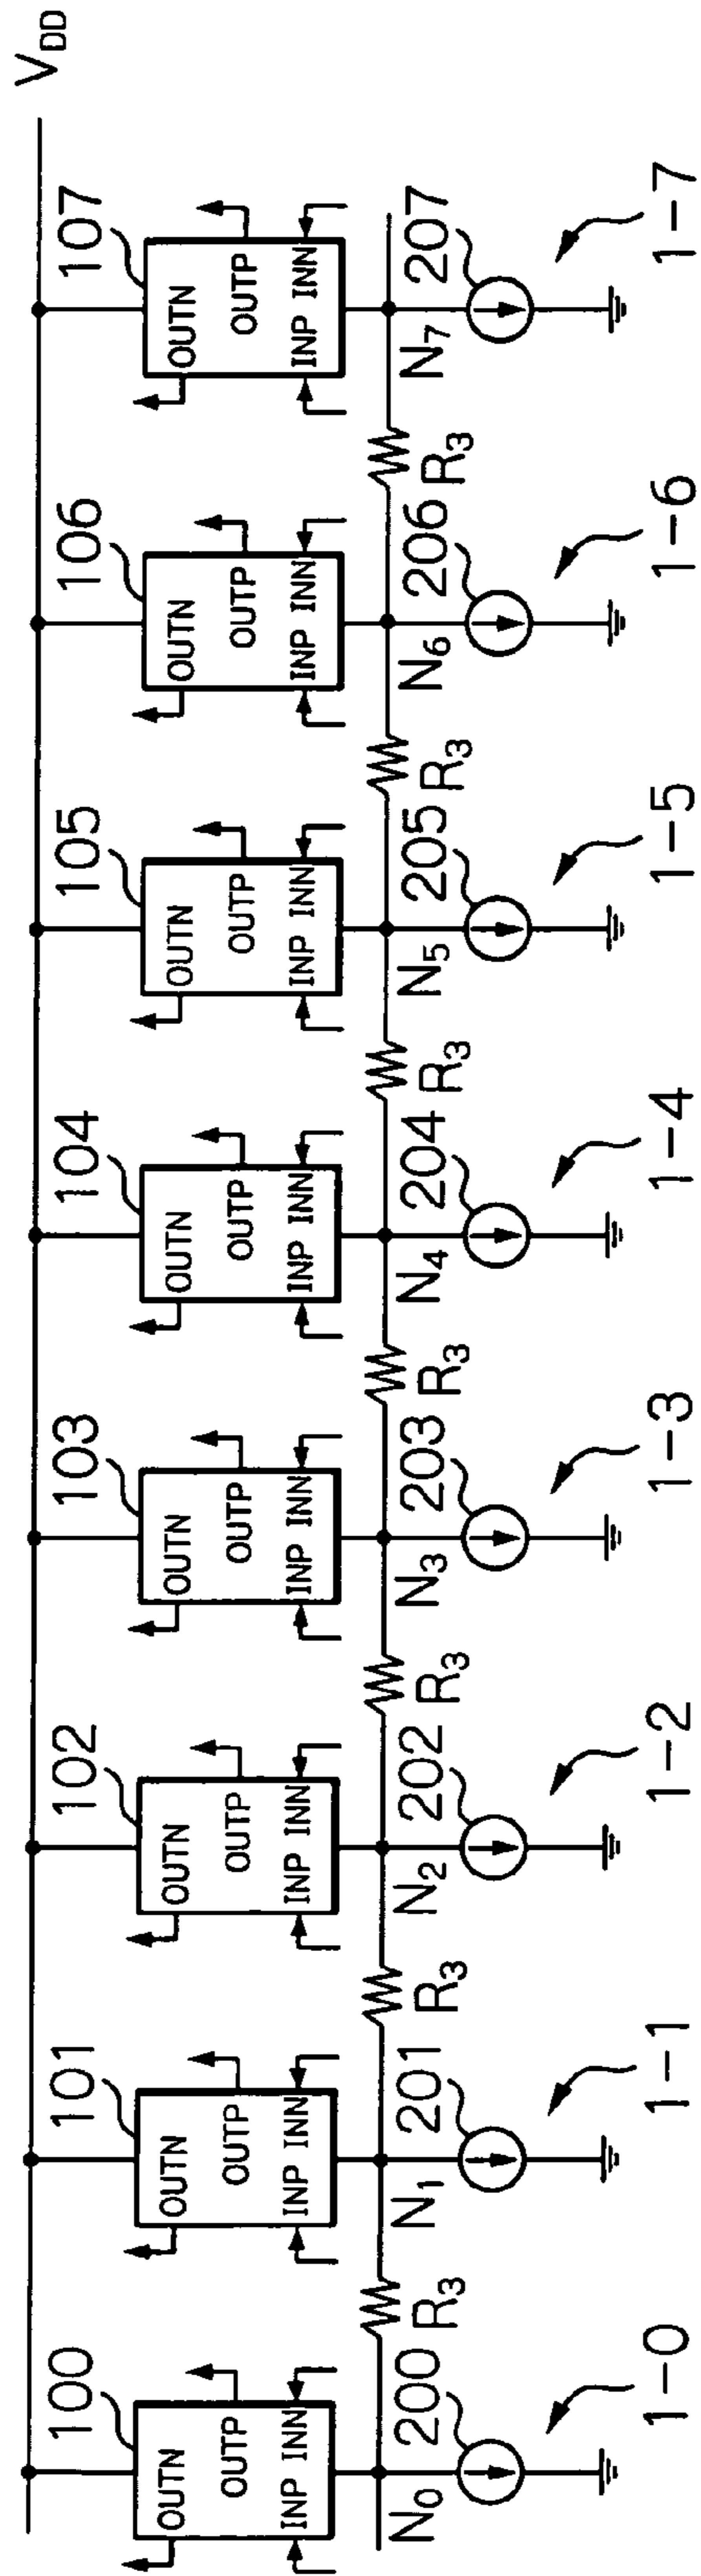 V_DD
100 101 102 103 104 105 106 107
OUTN OUTN OUTN OUTN OUTN OUTN OUTN OUTN
OUTP OUTP OUTP OUTP OUTP OUTP OUTP OUTP
INP INN INP INN INP INN INP INN INP INN INP INN INP INN INP INN
R3 R3 R3 R3 R3 R3 R3
N0 200 N1 201 N2 202 N3 203 N4 204 N5 205 N6 206 N7 207
1-0 1-1 1-2 1-3 1-4 1-5 1-6 1-7